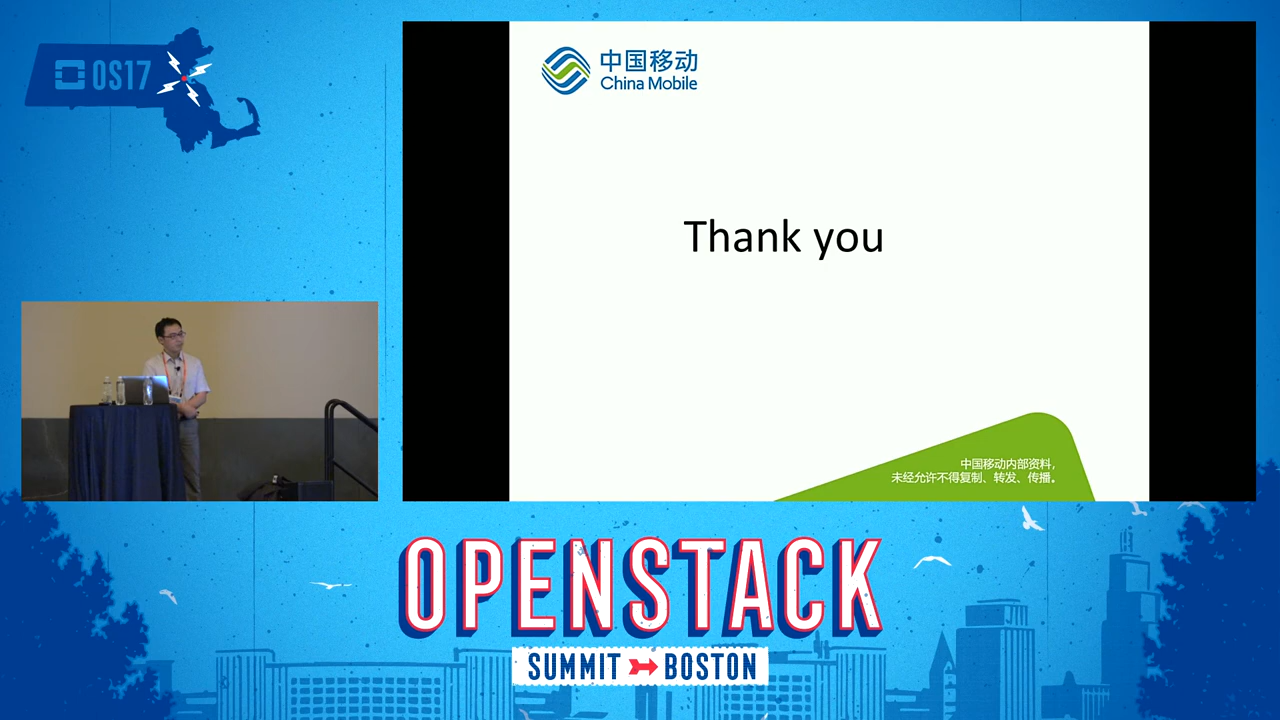 OS17
中国移动
China Mobile
Thank you
中国移动内部资料,
未经允许不得复制、转发、传播。
OPENSTACK
SUMMIT BOSTON